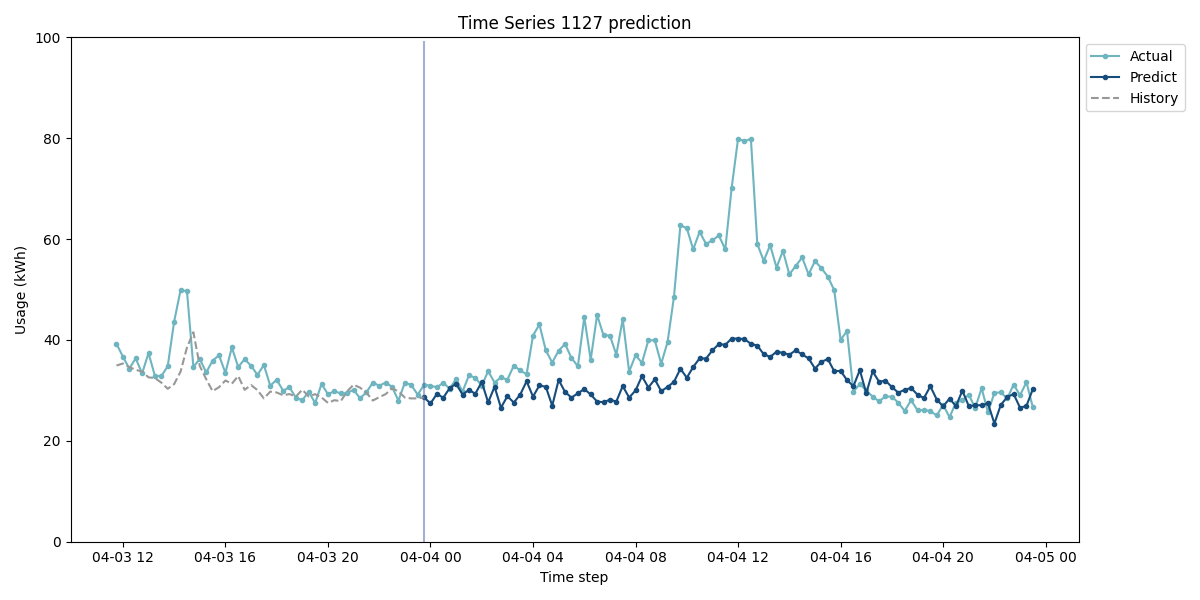 Time Series 1127 prediction
100
80
60
40
20
0
Usage (kWh)
04-03 12
04-03 16
04-03 20
04-04 00
04-04 04
04-04 08
04-04 12
04-04 16
04-04 20
04-05 00
Time step
Actual
Predict
History